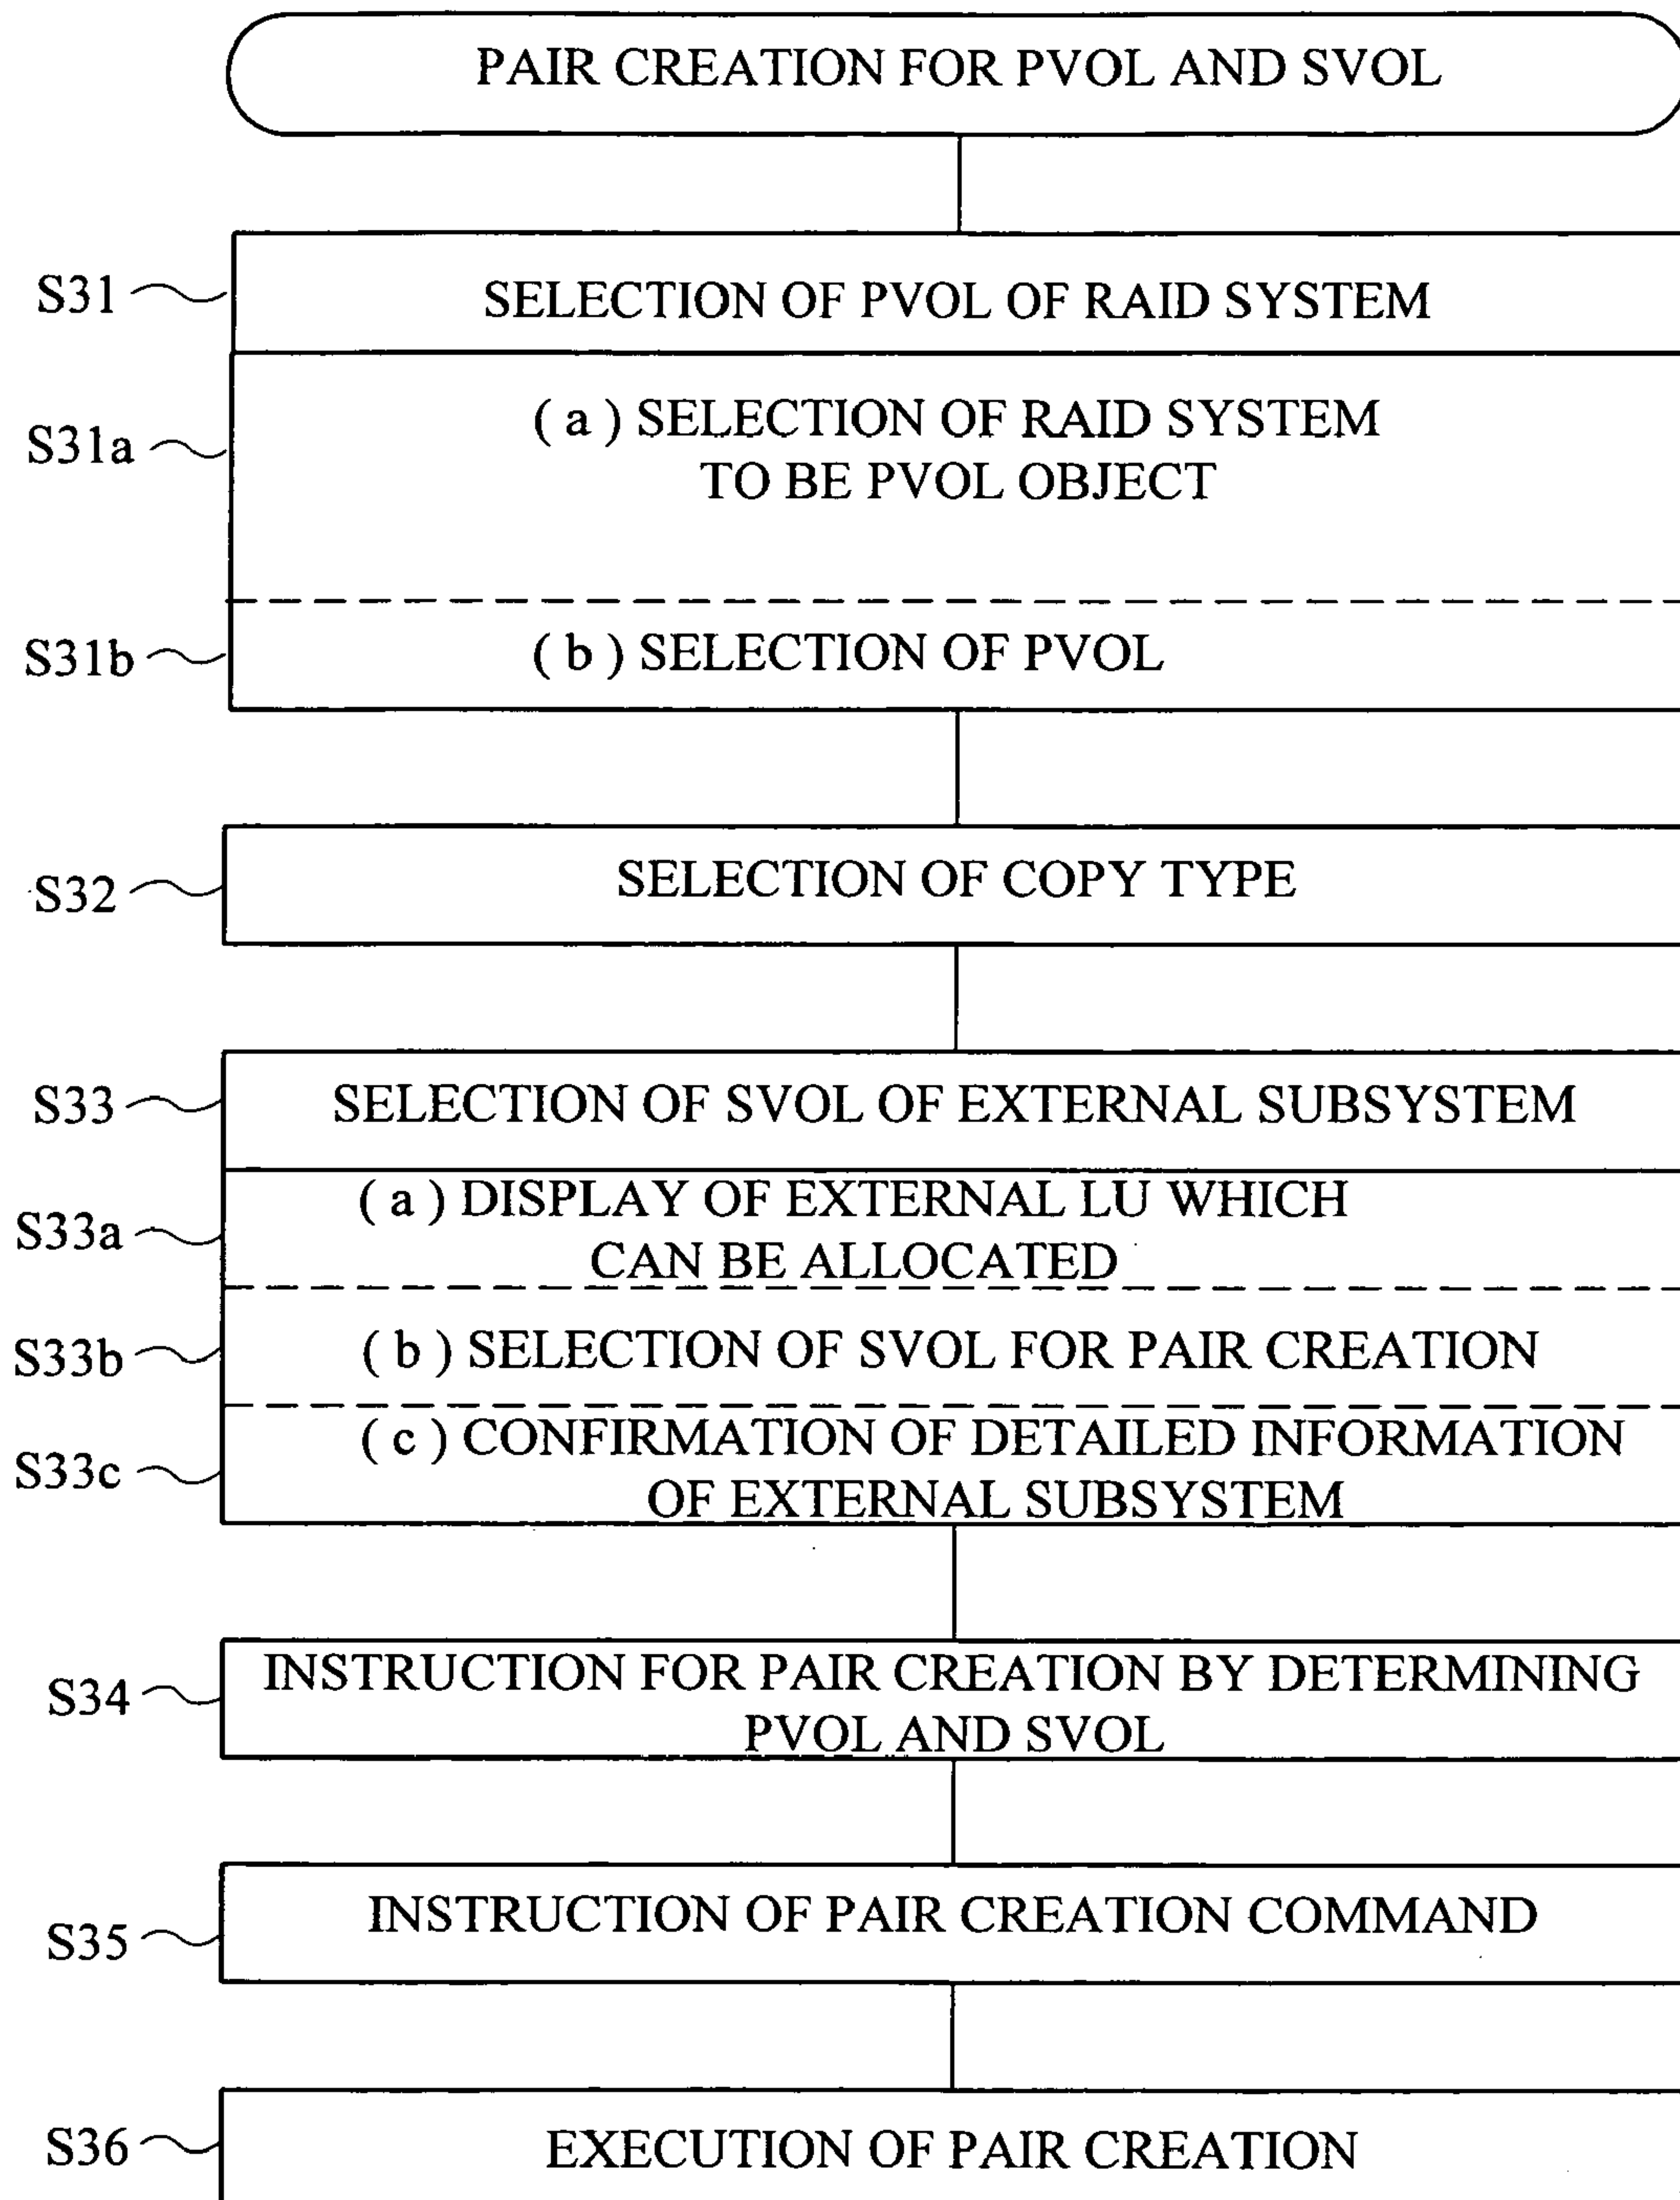 PAIR CREATION FOR PVOL AND SVOL
S31
SELECTION OF PVOL OF RAID SYSTEM
S31a
( a ) SELECTION OF RAID SYSTEM
TO BE PVOL OBJECT
S31b
( b ) SELECTION OF PVOL
S32
SELECTION OF COPY TYPE
S33
SELECTION OF SVOL OF EXTERNAL SUBSYSTEM
S33a
( a ) DISPLAY OF EXTERNAL LU WHICH
CAN BE ALLOCATED
S33b
( b ) SELECTION OF SVOL FOR PAIR CREATION
S33c
( c ) CONFIRMATION OF DETAILED INFORMATION
OF EXTERNAL SUBSYSTEM
S34
INSTRUCTION FOR PAIR CREATION BY DETERMINING
PVOL AND SVOL
S35
INSTRUCTION OF PAIR CREATION COMMAND
S36
EXECUTION OF PAIR CREATION